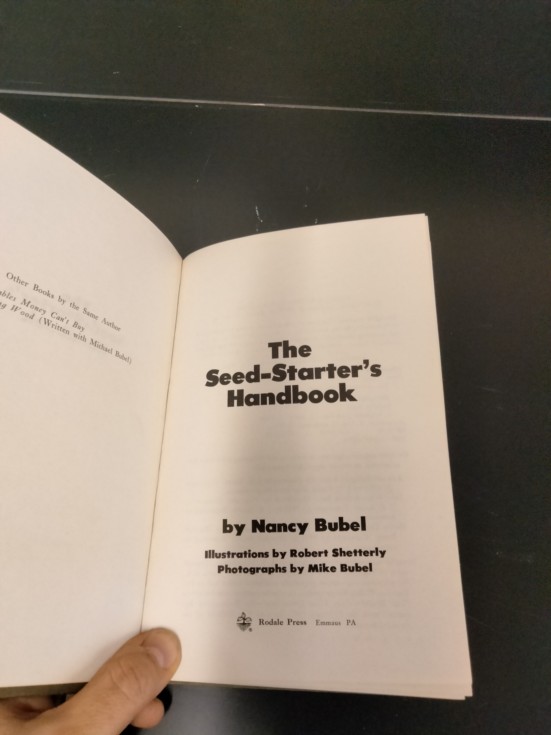 Other Books by the Same Author
Money Can't Buy
Wood (Written with Michael Bubel)
The
Seed-Starter's
Handbook
by Nancy Bubel
Illustrations by Robert Shetterly
Photographs by Mike Bubel
Rodale Press Emmaus PA